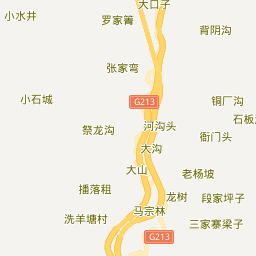 大口子
小水井
罗家箐
背阴沟
张家弯
小石城
G213
铜厂沟
石板
河沟头
祭龙沟
衙门头
大沟
大山
老杨坡
播落租
龙树
段家坪子
马宗林
洗羊塘村
三家寨梁子
G213